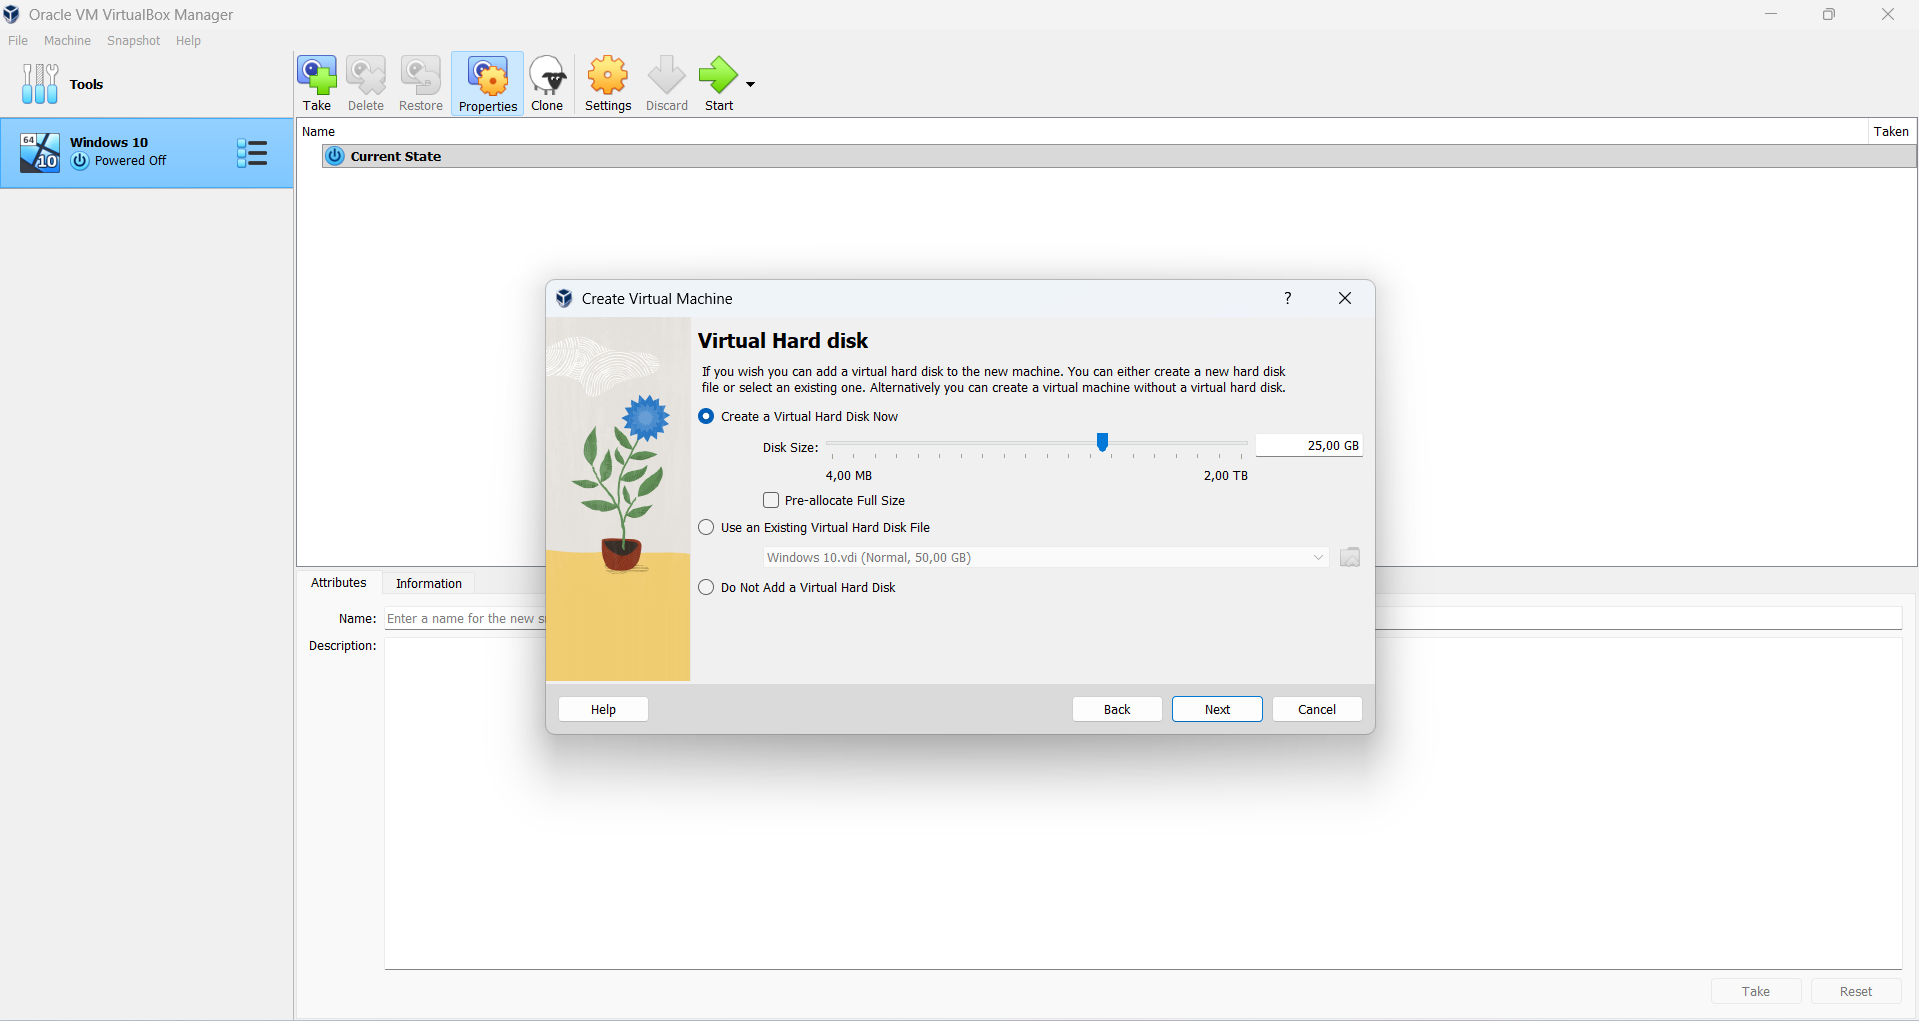 Oracle VM VirtualBox Manager
File Machine Snapshot Help
Tools
Take Delete Restore Properties Clone Settings Discard Start
64
10
Windows 10
Powered Off
Name Taken
Current State
Create Virtual Machine ?
Virtual Hard disk
If you wish you can add a virtual hard disk to the new machine. You can either create a new hard disk
file or select an existing one. Alternatively you can create a virtual machine without a virtual hard disk.
Create a Virtual Hard Disk Now
Disk Size: 25,00 GB
4,00 MB 2,00 TB
Pre-allocate Full Size
Use an Existing Virtual Hard Disk File
Windows 10.vdi (Normal, 50,00 GB)
Do Not Add a Virtual Hard Disk
Help Back Next Cancel
Attributes Information
Name: Enter a name for the new
Description:
Take Reset